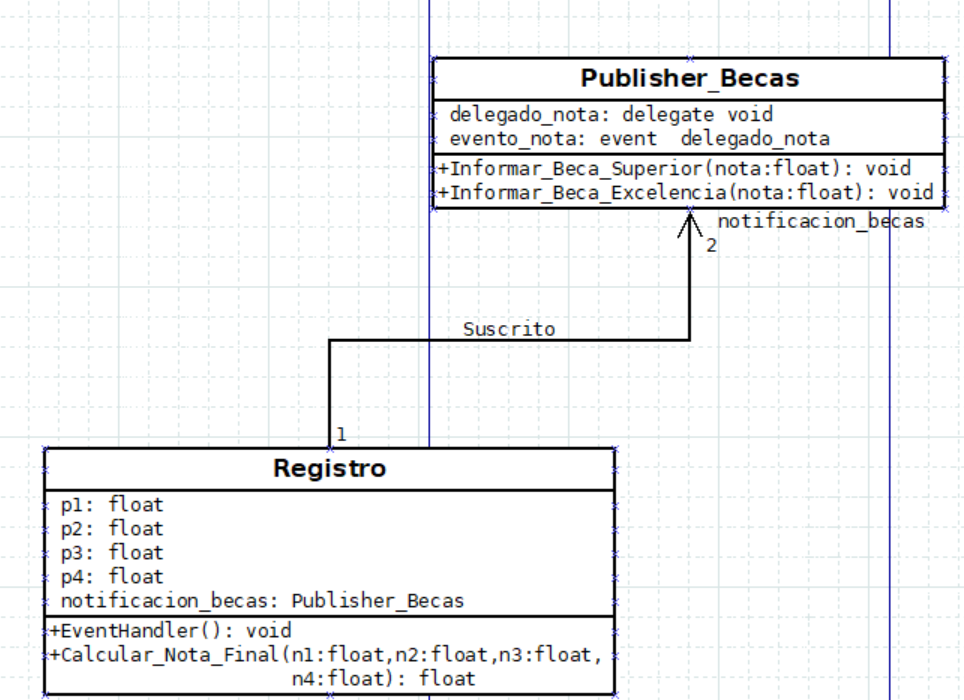 Publisher_Becas
delegado_nota: delegate void
evento_nota: event  delegado_nota
+Informar_Beca_Superior(nota:float): void
+Informar_Beca_Excelencia(nota:float): void
notificacion_becas
2
Suscrito
1
Registro
p1: float
p2: float
p3: float
p4: float
notificacion_becas: Publisher_Becas
+EventHandler(): void
+Calcular_Nota_Final(n1:float,n2:float,n3:float,
n4:float): float